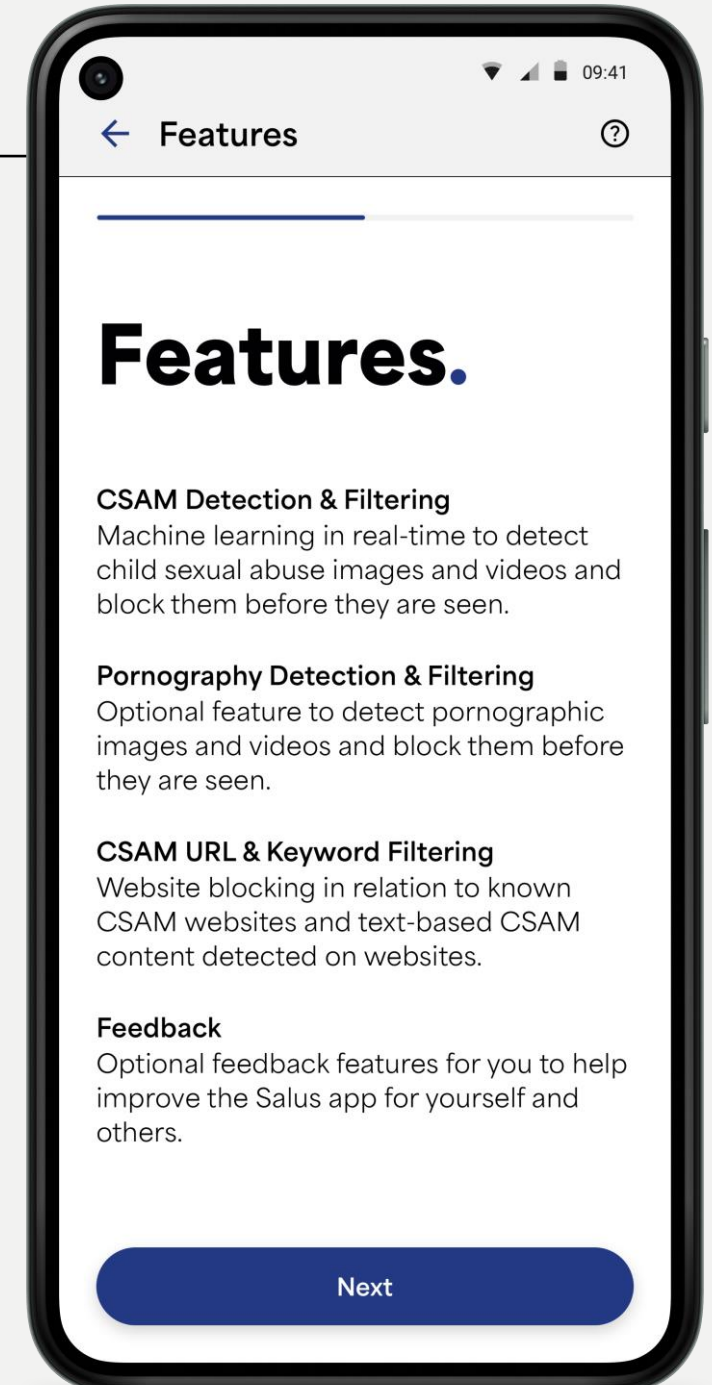 09:41
Features
?
Features.
CSAM Detection & Filtering
Machine learning in real-time to detect
child sexual abuse images and videos and
block them before they are seen.
Pornography Detection & Filtering
Optional feature to detect pornographic
images and videos and block them before
they are seen.
CSAM URL & Keyword Filtering
Website blocking in relation to known
CSAM websites and text-based CSAM
content detected on websites.
Feedback
Optional feedback features for you to help
improve the Salus app for yourself and
others.
Next